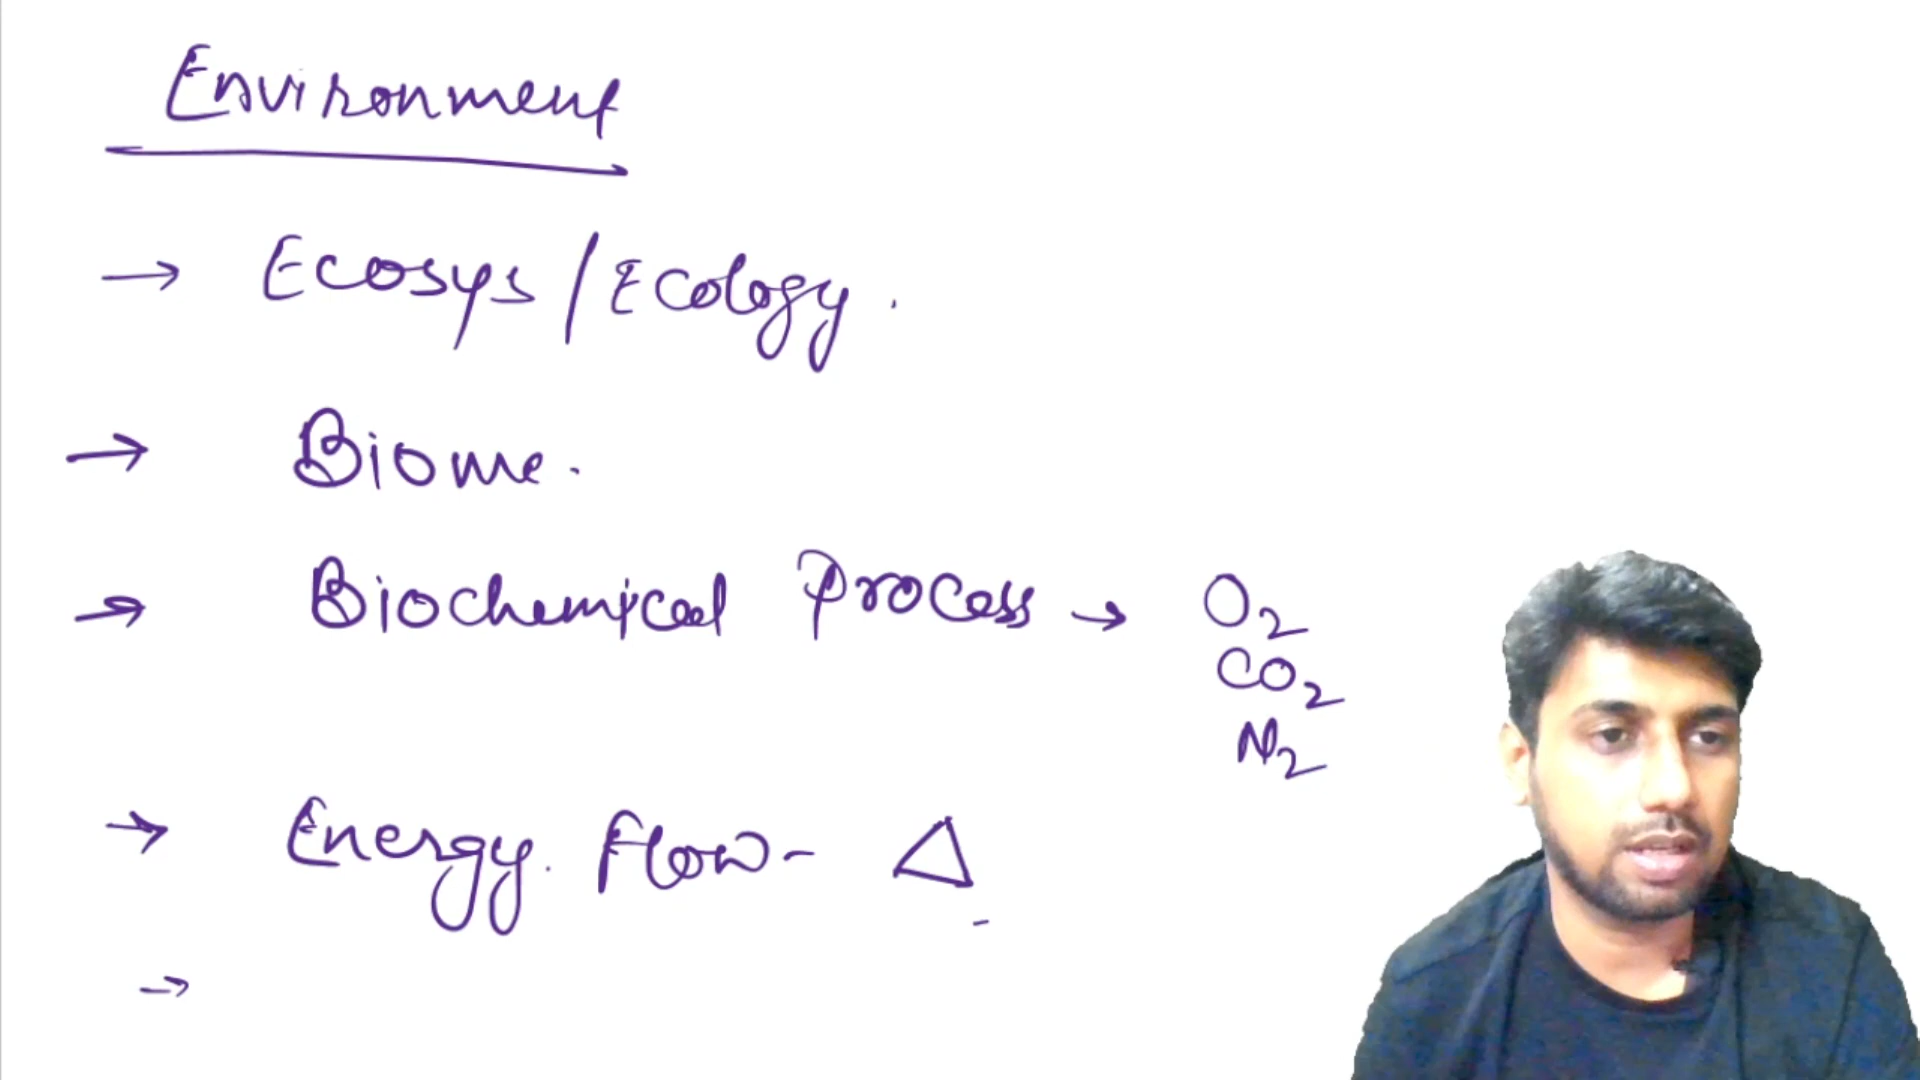 Environment
→ Ecosys / Ecology.
→ Biome.
→ Biochemical Process → O₂
CO₂
N₂
→ Energy. Flow - Δ
→